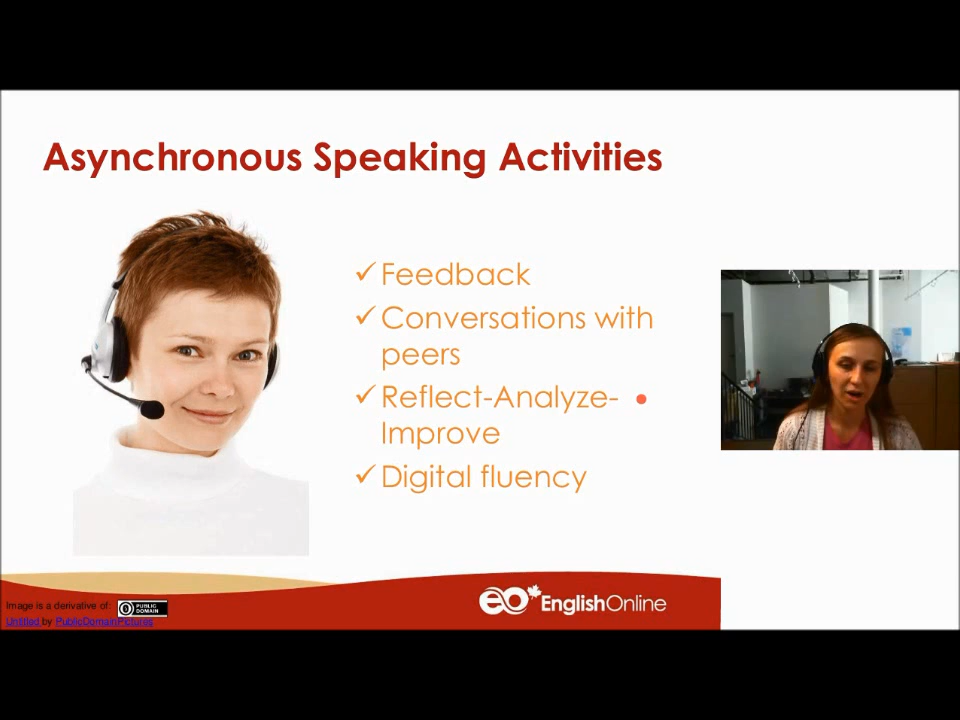 Asynchronous Speaking Activities
✓ Feedback
✓ Conversations with
peers
✓ Reflect-Analyze-
Improve
✓ Digital fluency
Image is a derivative of:
PUBLIC
DOMAIN
Untitled by PublicDomainPictures
eo EnglishOnline